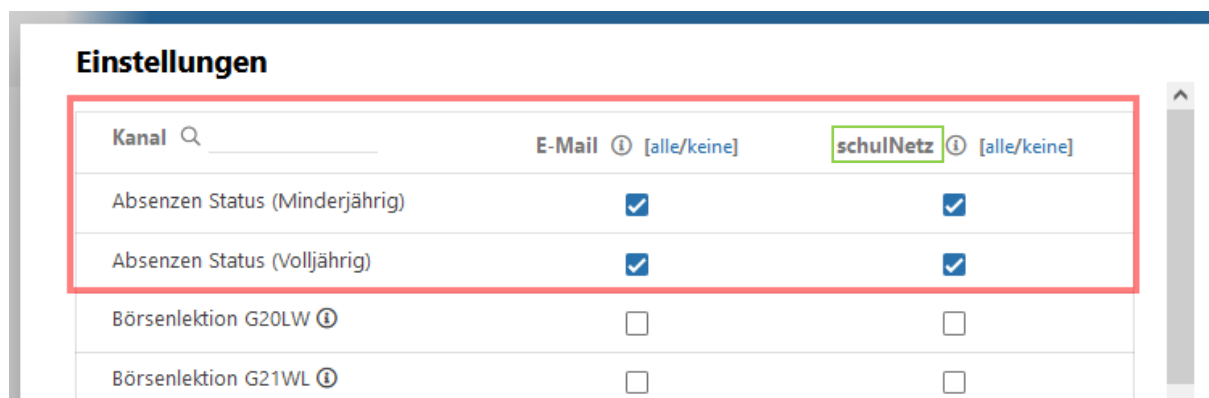 Einstellungen
Kanal E-Mail [alle/keine] schulNetz [alle/keine]
Absenzen Status (Minderjährig)
Absenzen Status (Volljährig)
Börsenlektion G20LW
Börsenlektion G21WL